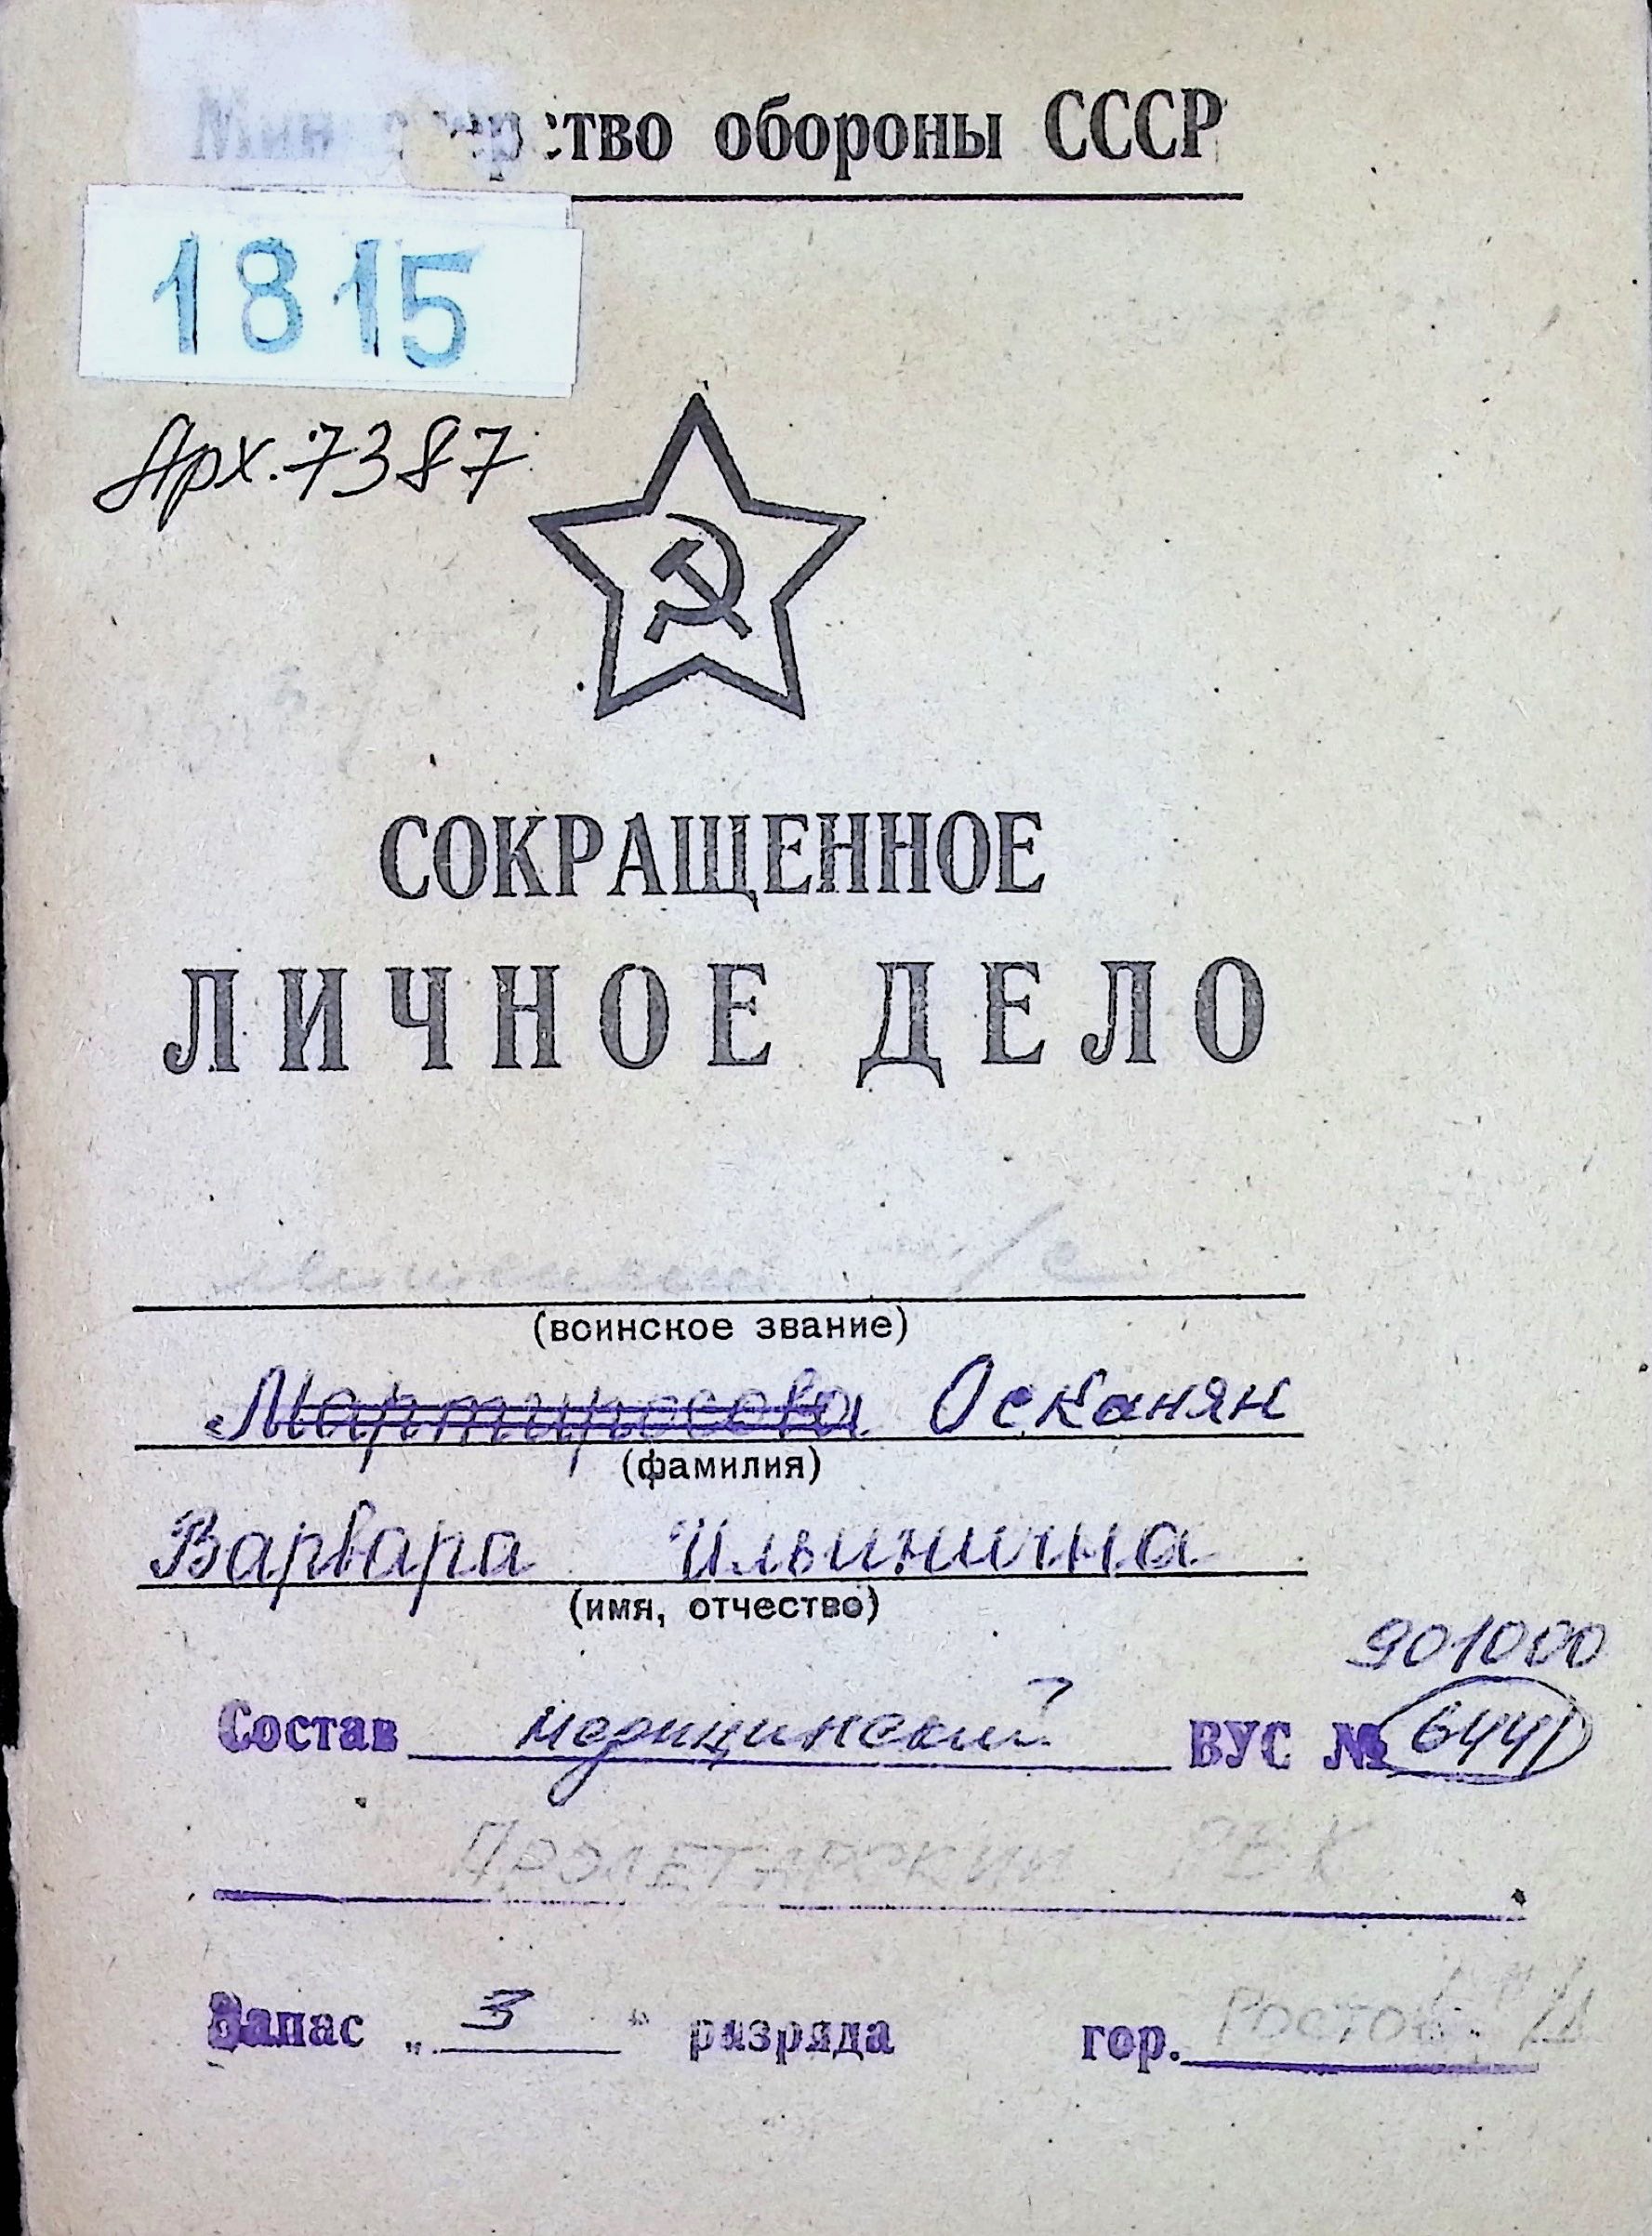 Министерство обороны СССР
1815
Арх. 7387
СОКРАЩЕННОЕ
ЛИЧНОЕ ДЕЛО
(воинское звание)
Мартиросова Осканян
(фамилия)
Варвара Ильинична
(имя, отчество)
901000
Состав медицинский ВУС № 6441
ПРОЛЕТАРСКИЙ РВК
Запас „ 3 " разряда гор. Ростов н/Д